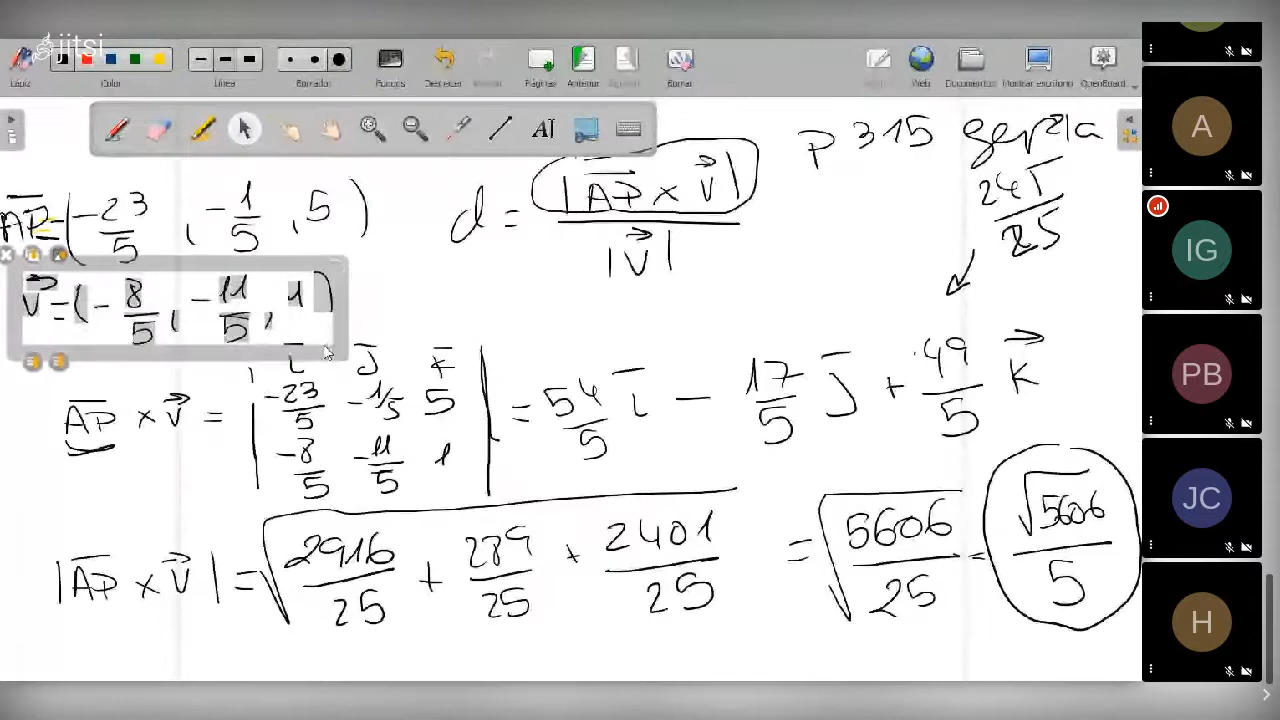 jitsi
Lápiz Color Línea Borrador Fondos Deshacer Páginas Anterior Borrar Web Documentos Mostrar escritorio OpenBoard
p 315
A
AP = (-23/5, -1/5, 5) d = |AP x V| / |V| 245/25
IG
V = (-8/5, -11/5, 1)
i j k
AP x V = | -23/5 -1/5 5 | = 54/5 i - 17/5 j + 49/5 k
PB
-8/5 -11/5 1
JC
|AP x V| = √(2916/25 + 289/25 + 2401/25) = √(5606/25) = √5606/5
H